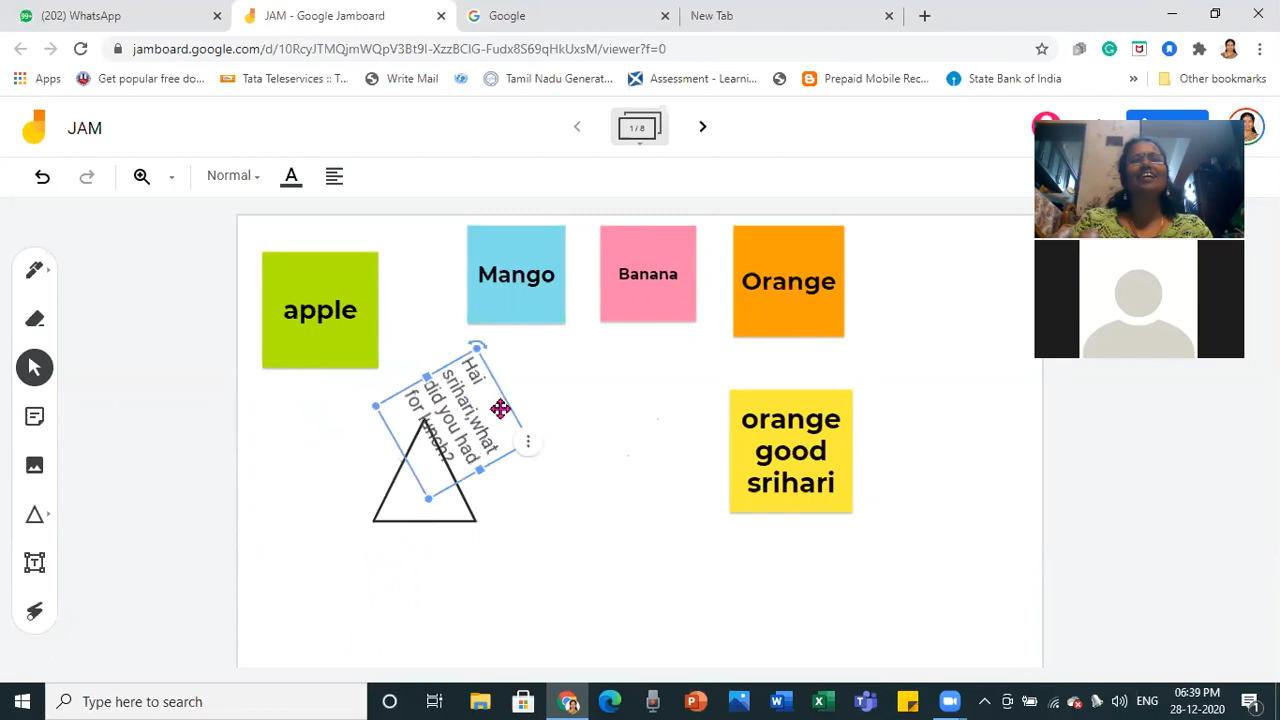 (202) WhatsApp
JAM - Google Jamboard
Google
New Tab
jamboard.google.com/d/10RcyJTMQjmWQpV3Bt9I-XzzBClG-Fudx8S69qHkUxsM/viewer?f=0
Apps
Get popular free do...
Tata Teleservices :: T...
Write Mail
Tamil Nadu Generat...
Assessment - Learni...
Prepaid Mobile Rec...
State Bank of India
»
Other bookmarks
JAM
1 / 8
Normal
apple
Mango
Banana
Orange
Hai
srihari,what
did you had
for lunch?
orange
good
srihari
Type here to search
ENG
06:39 PM
28-12-2020